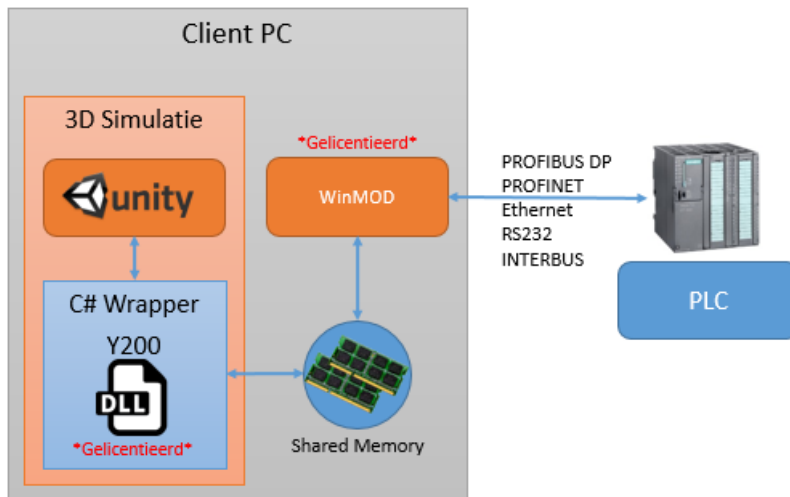 Client PC
3D Simulatie
unity
C# Wrapper
Y200
DLL
*Gelicentieerd*
*Gelicentieerd*
WinMOD
Shared Memory
PROFIBUS DP
PROFINET
Ethernet
RS232
INTERBUS
PLC